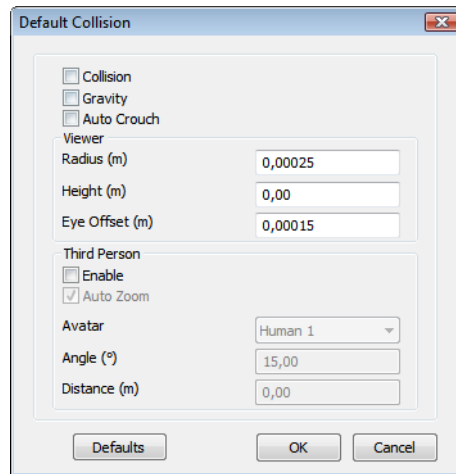 Default Collision
Collision
Gravity
Auto Crouch
Viewer
Radius (m) 0,00025
Height (m) 0,00
Eye Offset (m) 0,00015
Third Person
Enable
Auto Zoom
Avatar Human 1
Angle (º) 15,00
Distance (m) 0,00
Defaults OK Cancel